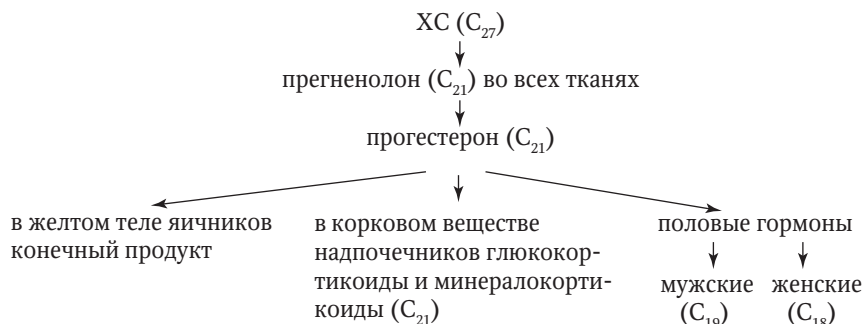 ХС (C₂₇)
прегненолон (C₂₁) во всех тканях
прогестерон (C₂₁)
в желтом теле яичников
конечный продукт
в корковом веществе
надпочечников глюкокор-
тикоиды и минералокорти-
коиды (C₂₁)
половые гормоны
мужские
(C₁₉)
женские
(C₁₈)